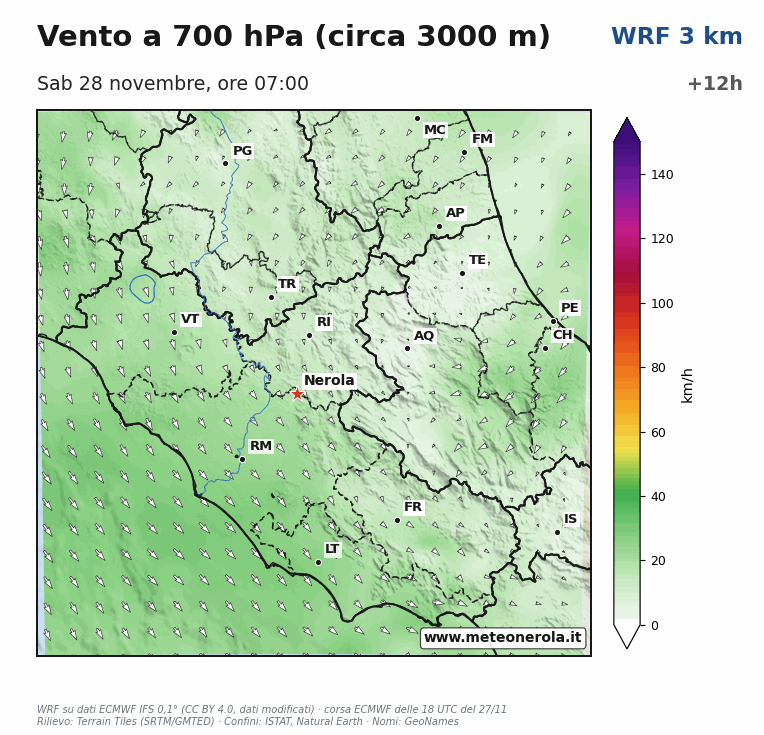 Vento a 700 hPa (circa 3000 m)
WRF 3 km
Sab 28 novembre, ore 07:00
+12h
MC
FM
PG
AP
TE
TR
PE
VT
RI
AQ
CH
Nerola
RM
FR
IS
LT
www.meteonerola.it
140
120
100
80
60
40
20
0
km/h
WRF su dati ECMWF IFS 0,1° (CC BY 4.0, dati modificati) · corsa ECMWF delle 18 UTC del 27/11
Rilievo: Terrain Tiles (SRTM/GMTED) · Confini: ISTAT, Natural Earth · Nomi: GeoNames